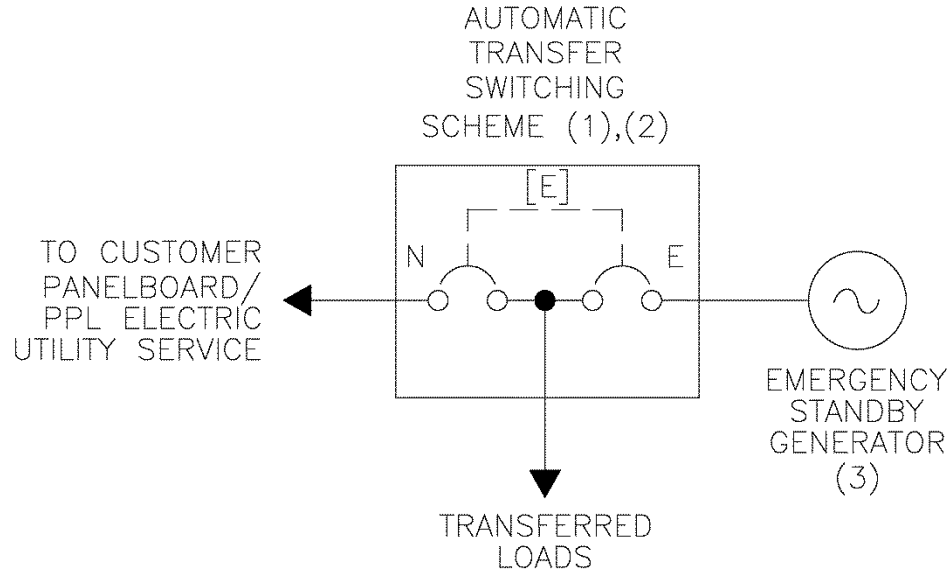 AUTOMATIC
TRANSFER
SWITCHING
SCHEME (1),(2)
[E]
N
E
TO CUSTOMER
PANELBOARD/
PPL ELECTRIC
UTILITY SERVICE
EMERGENCY
STANDBY
GENERATOR
(3)
TRANSFERRED
LOADS